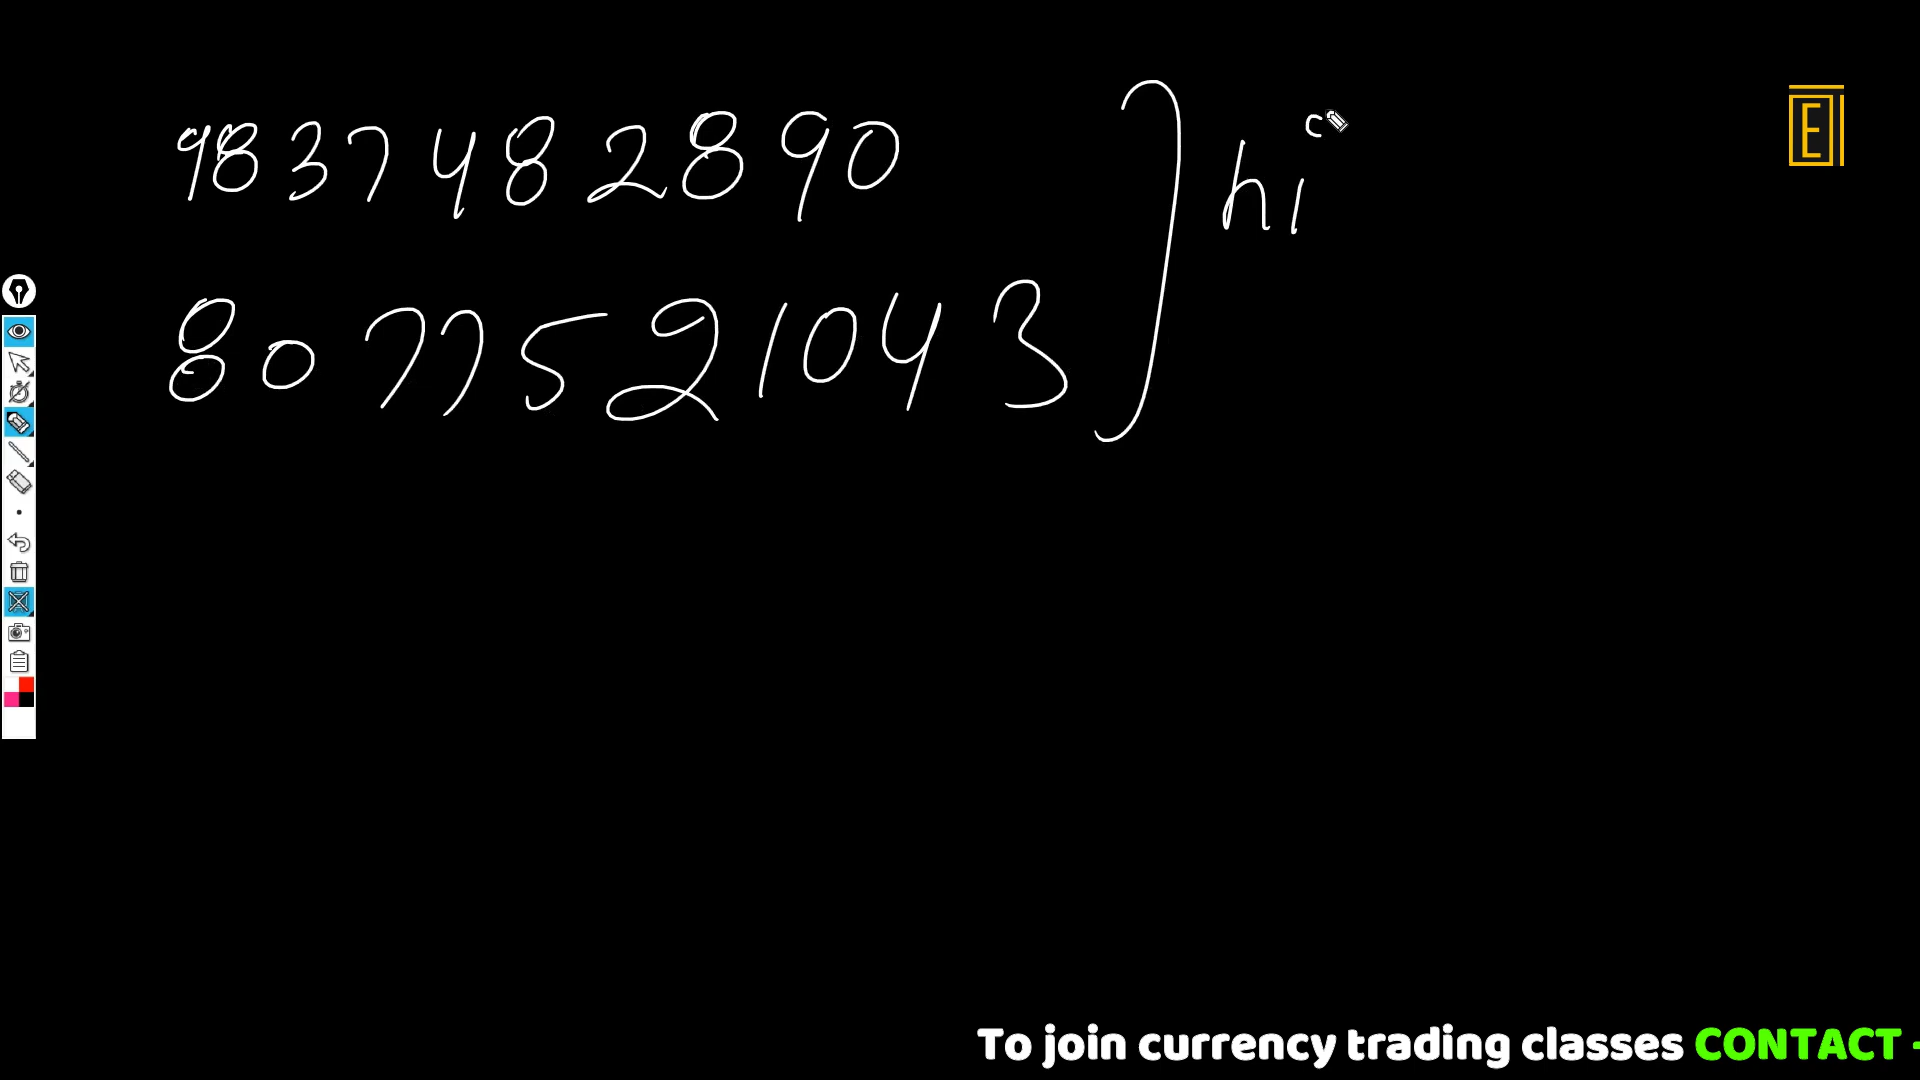 9837482890
8077521043
hi
E
To join currency trading classes CONTACT -